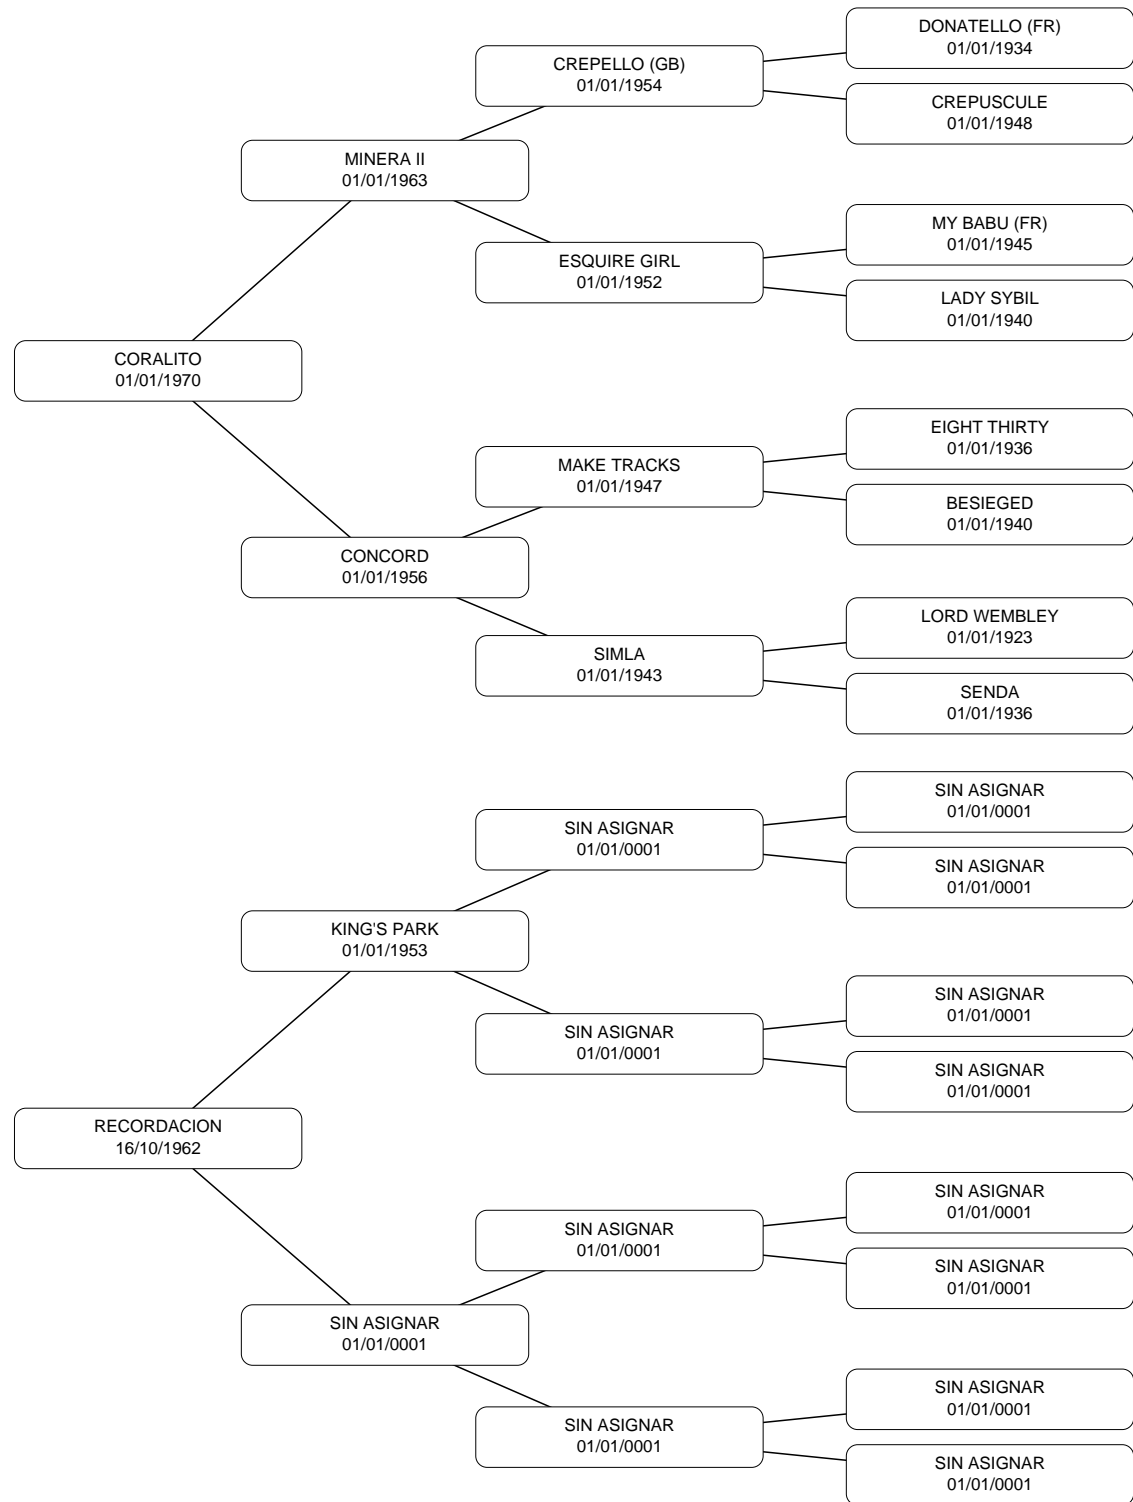 DONATELLO (FR)
01/01/1934
CREPELLO (GB)
01/01/1954
CREPUSCULE
01/01/1948
MINERA II
01/01/1963
MY BABU (FR)
01/01/1945
ESQUIRE GIRL
01/01/1952
LADY SYBIL
01/01/1940
CORALITO
01/01/1970
EIGHT THIRTY
01/01/1936
MAKE TRACKS
01/01/1947
BESIEGED
01/01/1940
CONCORD
01/01/1956
LORD WEMBLEY
01/01/1923
SIMLA
01/01/1943
SENDA
01/01/1936
SIN ASIGNAR
01/01/0001
SIN ASIGNAR
01/01/0001
SIN ASIGNAR
01/01/0001
KING'S PARK
01/01/1953
SIN ASIGNAR
01/01/0001
SIN ASIGNAR
01/01/0001
SIN ASIGNAR
01/01/0001
RECORDACION
16/10/1962
SIN ASIGNAR
01/01/0001
SIN ASIGNAR
01/01/0001
SIN ASIGNAR
01/01/0001
SIN ASIGNAR
01/01/0001
SIN ASIGNAR
01/01/0001
SIN ASIGNAR
01/01/0001
SIN ASIGNAR
01/01/0001